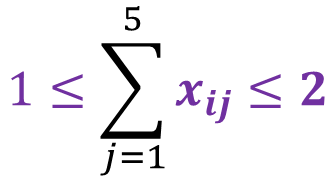 1 ≤ ∑_{j=1}^{5} x_{ij} ≤ 2